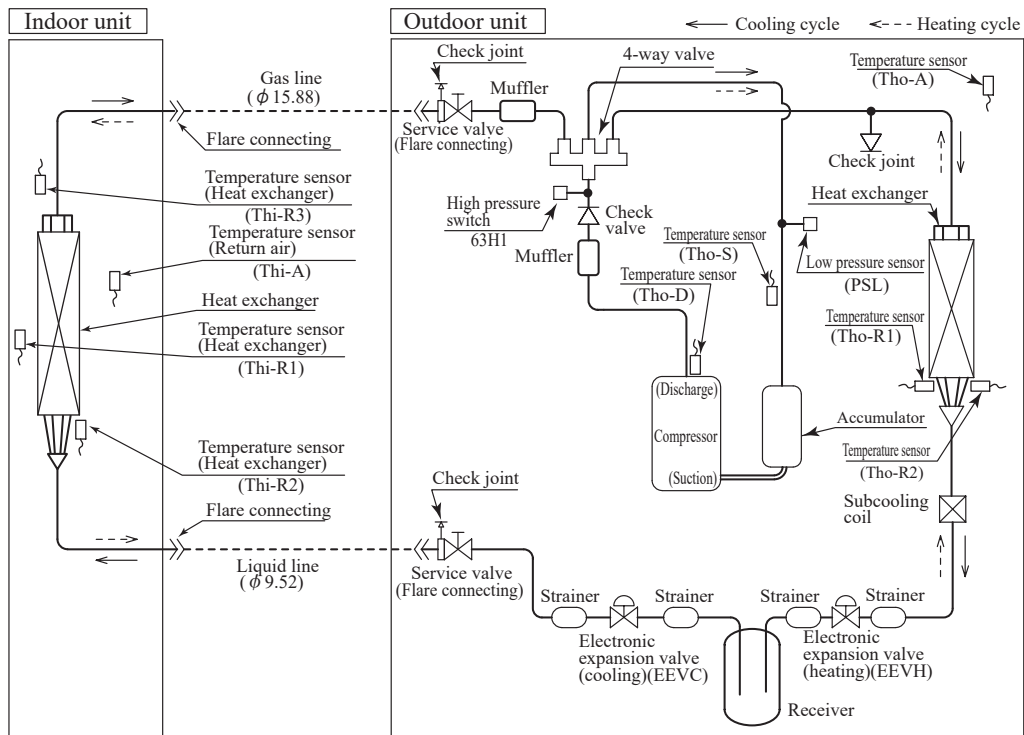 Indoor unit
Outdoor unit
Cooling cycle
Heating cycle
Check joint
4-way valve
Temperature sensor
(Tho-A)
Gas line
(ϕ 15.88)
Muffler
Service valve
(Flare connecting)
Flare connecting
Check joint
Temperature sensor
(Heat exchanger)
(Thi-R3)
High pressure
switch
63H1
Check
valve
Heat exchanger
Temperature sensor
(Return air)
(Thi-A)
Muffler
Temperature sensor
(Tho-S)
Low pressure sensor
(PSL)
Temperature sensor
(Tho-D)
Heat exchanger
Temperature sensor
(Heat exchanger)
(Thi-R1)
Temperature sensor
(Tho-R1)
(Discharge)
Compressor
(Suction)
Accumulator
Temperature sensor
(Heat exchanger)
(Thi-R2)
Temperature sensor
(Tho-R2)
Flare connecting
Check joint
Subcooling
coil
Liquid line
(ϕ 9.52)
Service valve
(Flare connecting)
Strainer
Strainer
Strainer
Strainer
Electronic
expansion valve
(cooling)(EEVC)
Electronic
expansion valve
(heating)(EEVH)
Receiver